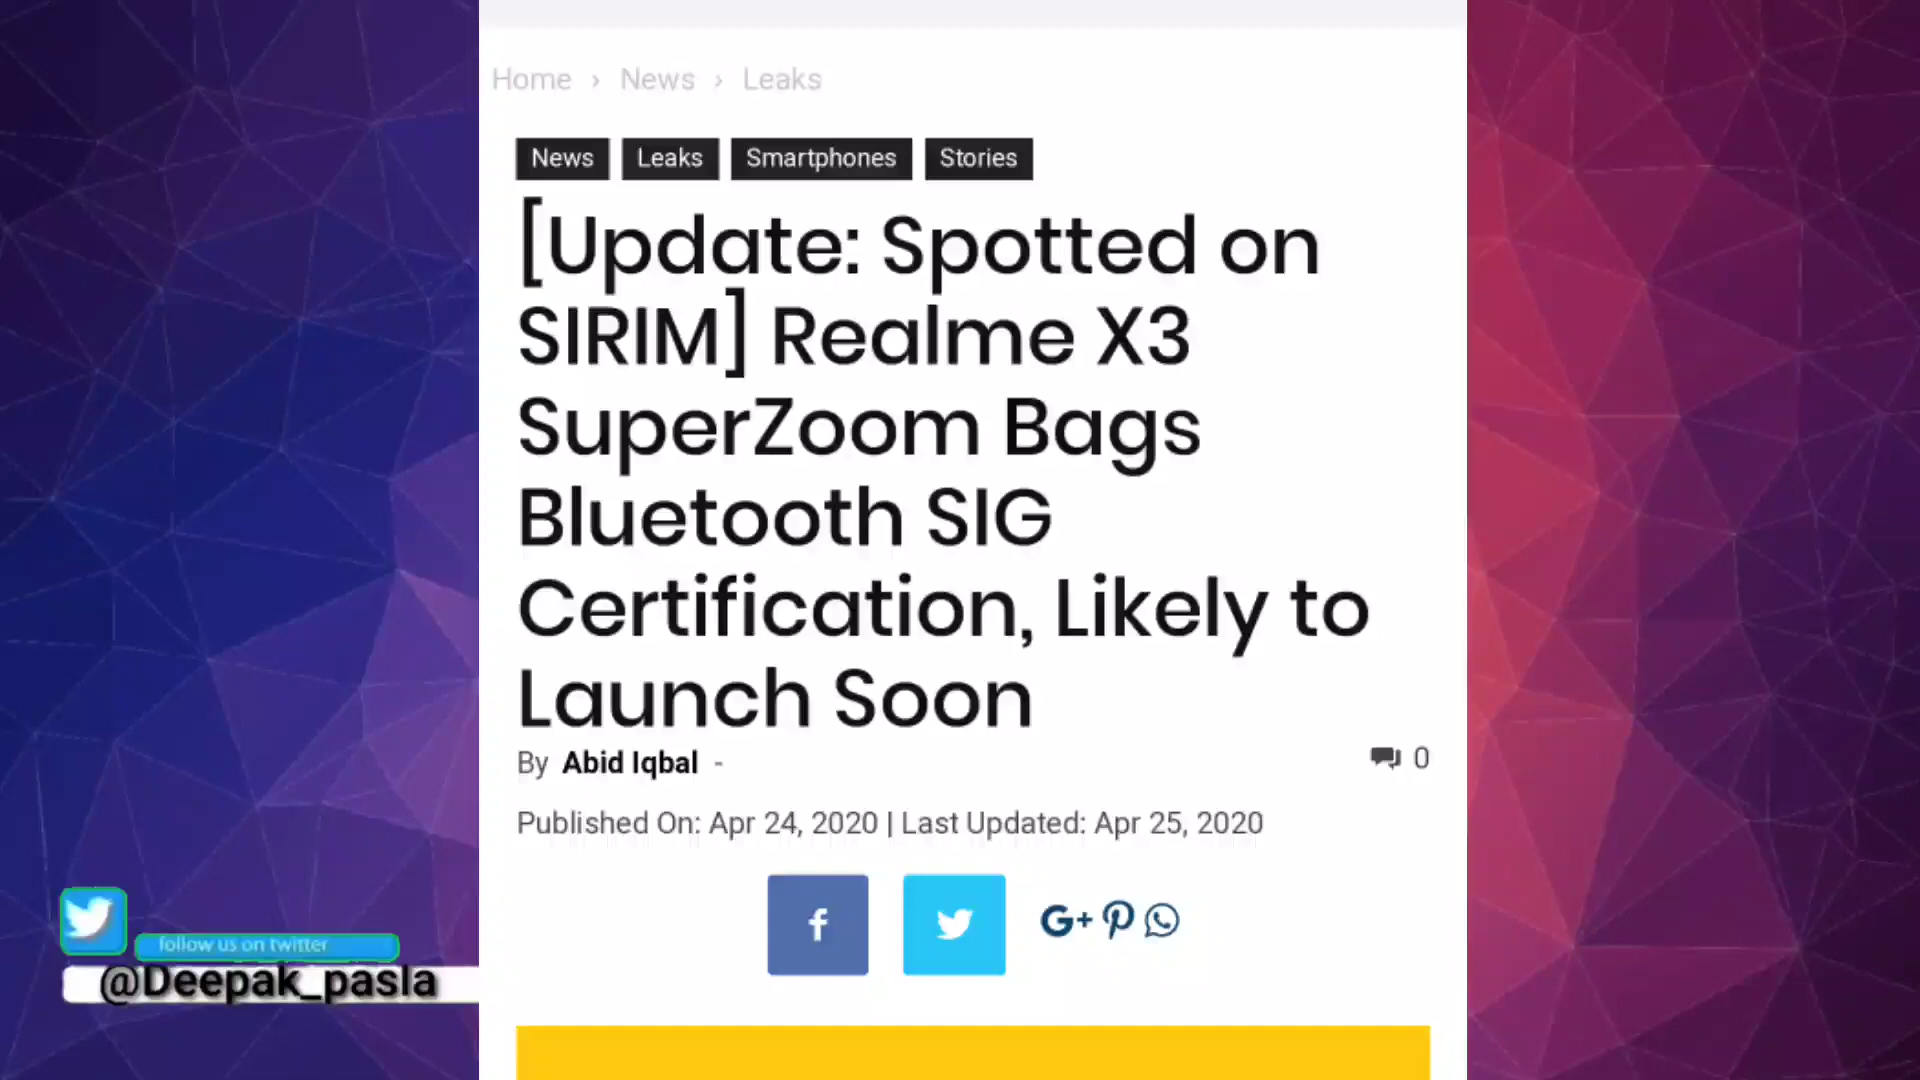 Home › News › Leaks
News Leaks Smartphones Stories
[Update: Spotted on
SIRIM] Realme X3
SuperZoom Bags
Bluetooth SIG
Certification, Likely to
Launch Soon
By Abid Iqbal -
0
Published On: Apr 24, 2020 | Last Updated: Apr 25, 2020
f
G+
follow us on twitter
@Deepak_pasla